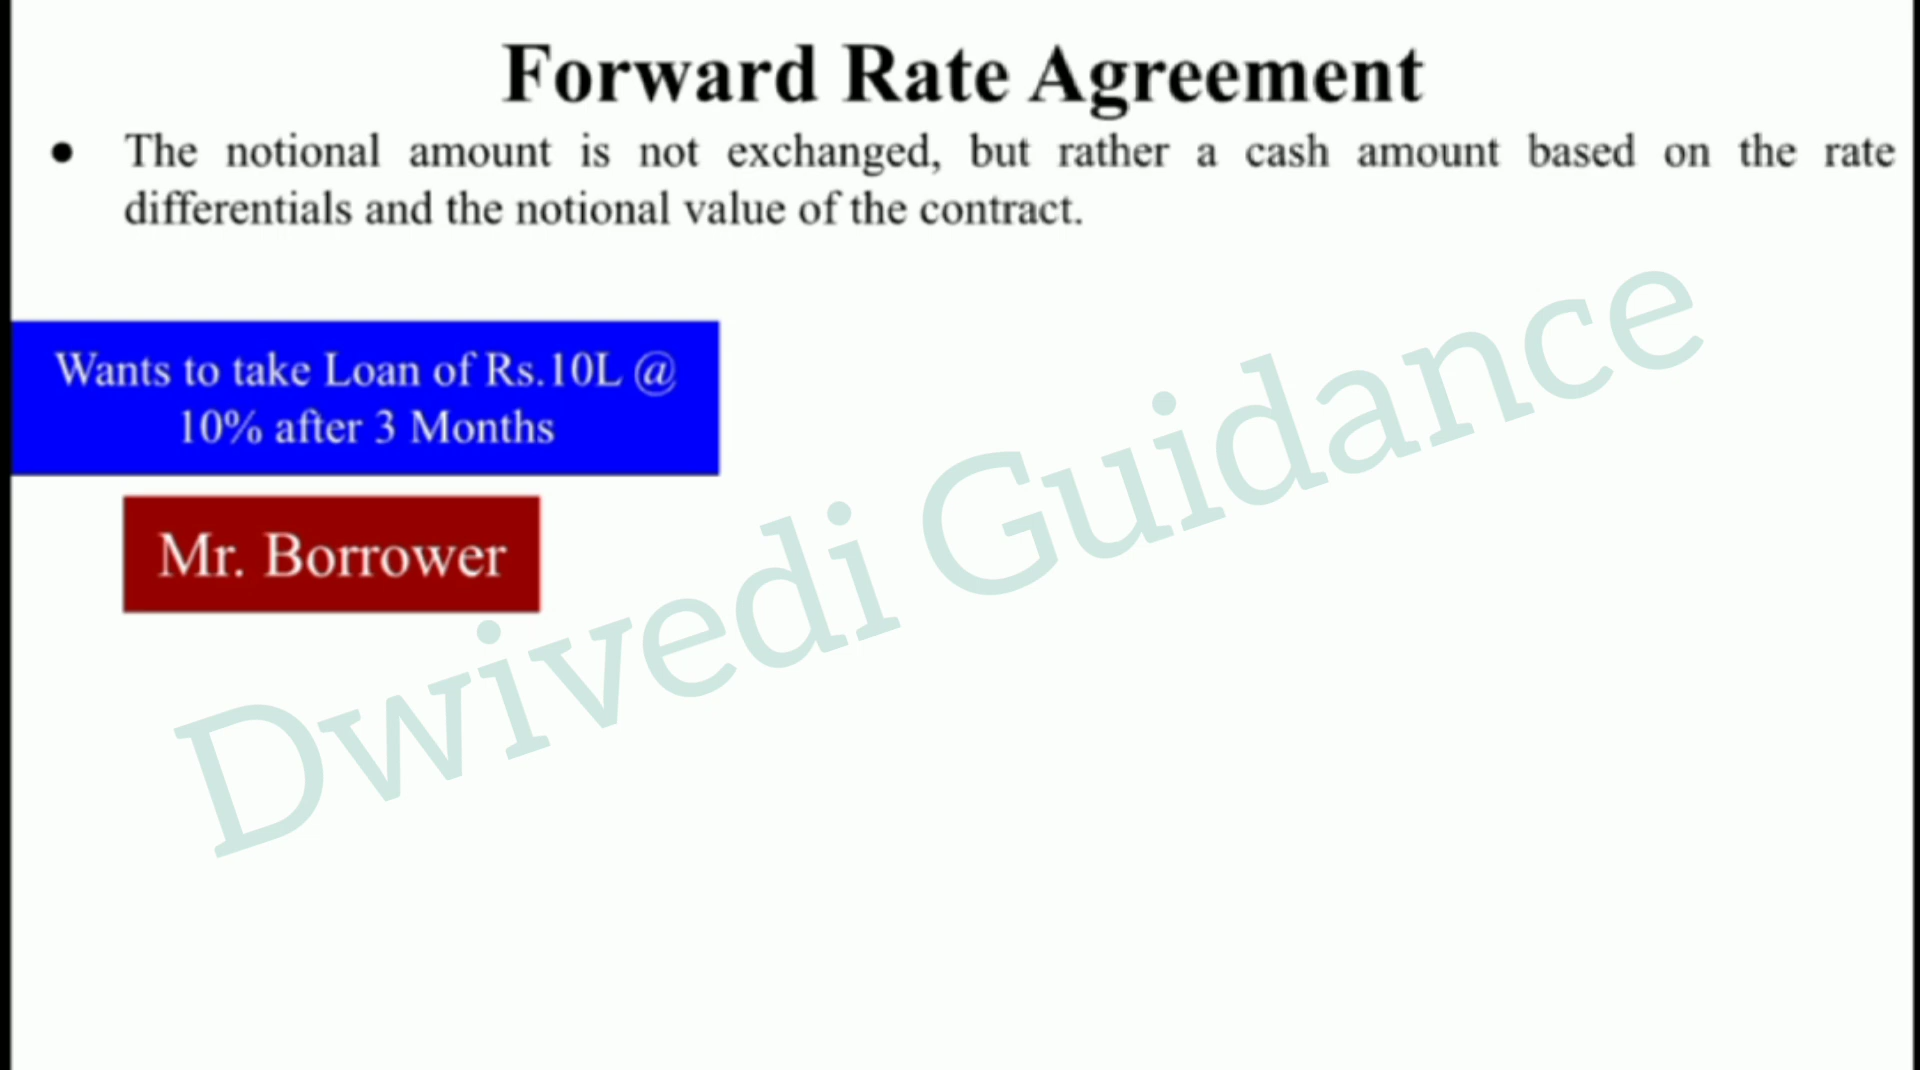 Forward Rate Agreement
● The notional amount is not exchanged, but rather a cash amount based on the rate
differentials and the notional value of the contract.
Wants to take Loan of Rs.10L @
10% after 3 Months
Mr. Borrower
Dwivedi Guidance